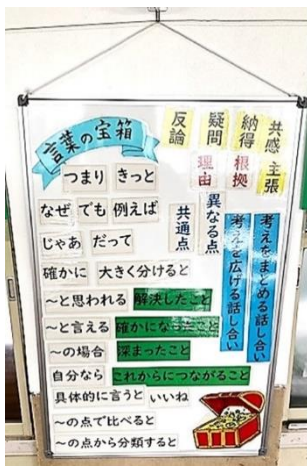 言葉の宝箱
つまり きっと
なぜ でも 例えば
じゃあ だって
確かに 大きく分けると
〜と思われる 解決したこと
〜と言える 確かになったこと
〜の場合 深まったこと
自分なら これからにつながること
具体的に言うと いいね
〜の点で比べると
〜の点から分類すると
共感 主張
納得 根拠
疑問 理由
反論
異なる点
共通点
考えをまとめる話し合い
考えを広げる話し合い